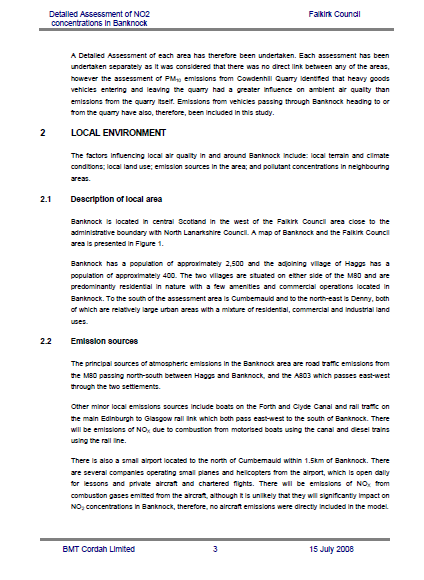 Detailed Assessment of NO2 Falkirk Council
concentrations in Banknock
A Detailed Assessment of each area has therefore been undertaken. Each assessment has been
undertaken separately as it was considered that there was no direct link between any of the areas,
however the assessment of PM10 emissions from Cowdenhill Quarry identified that heavy goods
vehicles entering and leaving the quarry had a greater influence on ambient air quality than
emissions from the quarry itself. Emissions from vehicles passing through Banknock heading to or
from the quarry have also, therefore, been included in this study.
2 LOCAL ENVIRONMENT
The factors influencing local air quality in and around Banknock include: local terrain and climate
conditions; local land use; emission sources in the area; and pollutant concentrations in neighbouring
areas.
2.1 Description of local area
Banknock is located in central Scotland in the west of the Falkirk Council area close to the
administrative boundary with North Lanarkshire Council. A map of Banknock and the Falkirk Council
area is presented in Figure 1.
Banknock has a population of approximately 2,500 and the adjoining village of Haggs has a
population of approximately 400. The two villages are situated on either side of the M80 and are
predominantly residential in nature with a few amenities and commercial operations located in
Banknock. To the south of the assessment area is Cumbernauld and to the north-east is Denny, both
of which are relatively large urban areas with a mixture of residential, commercial and industrial land
uses.
2.2 Emission sources
The principal sources of atmospheric emissions in the Banknock area are road traffic emissions from
the M80 passing north-south between Haggs and Banknock, and the A803 which passes east-west
through the two settlements.
Other minor local emissions sources include boats on the Forth and Clyde Canal and rail traffic on
the main Edinburgh to Glasgow rail link which both pass east-west to the south of Banknock. There
will be emissions of NOX due to combustion from motorised boats using the canal and diesel trains
using the rail line.
There is also a small airport located to the north of Cumbernauld within 1.5km of Banknock. There
are several companies operating small planes and helicopters from the airport, which is open daily
for lessons and private aircraft and chartered flights. There will be emissions of NOX from
combustion gases emitted from the aircraft, although it is unlikely that they will significantly impact on
NO2 concentrations in Banknock, therefore, no aircraft emissions were directly included in the model.
BMT Cordah Limited 3 15 July 2008